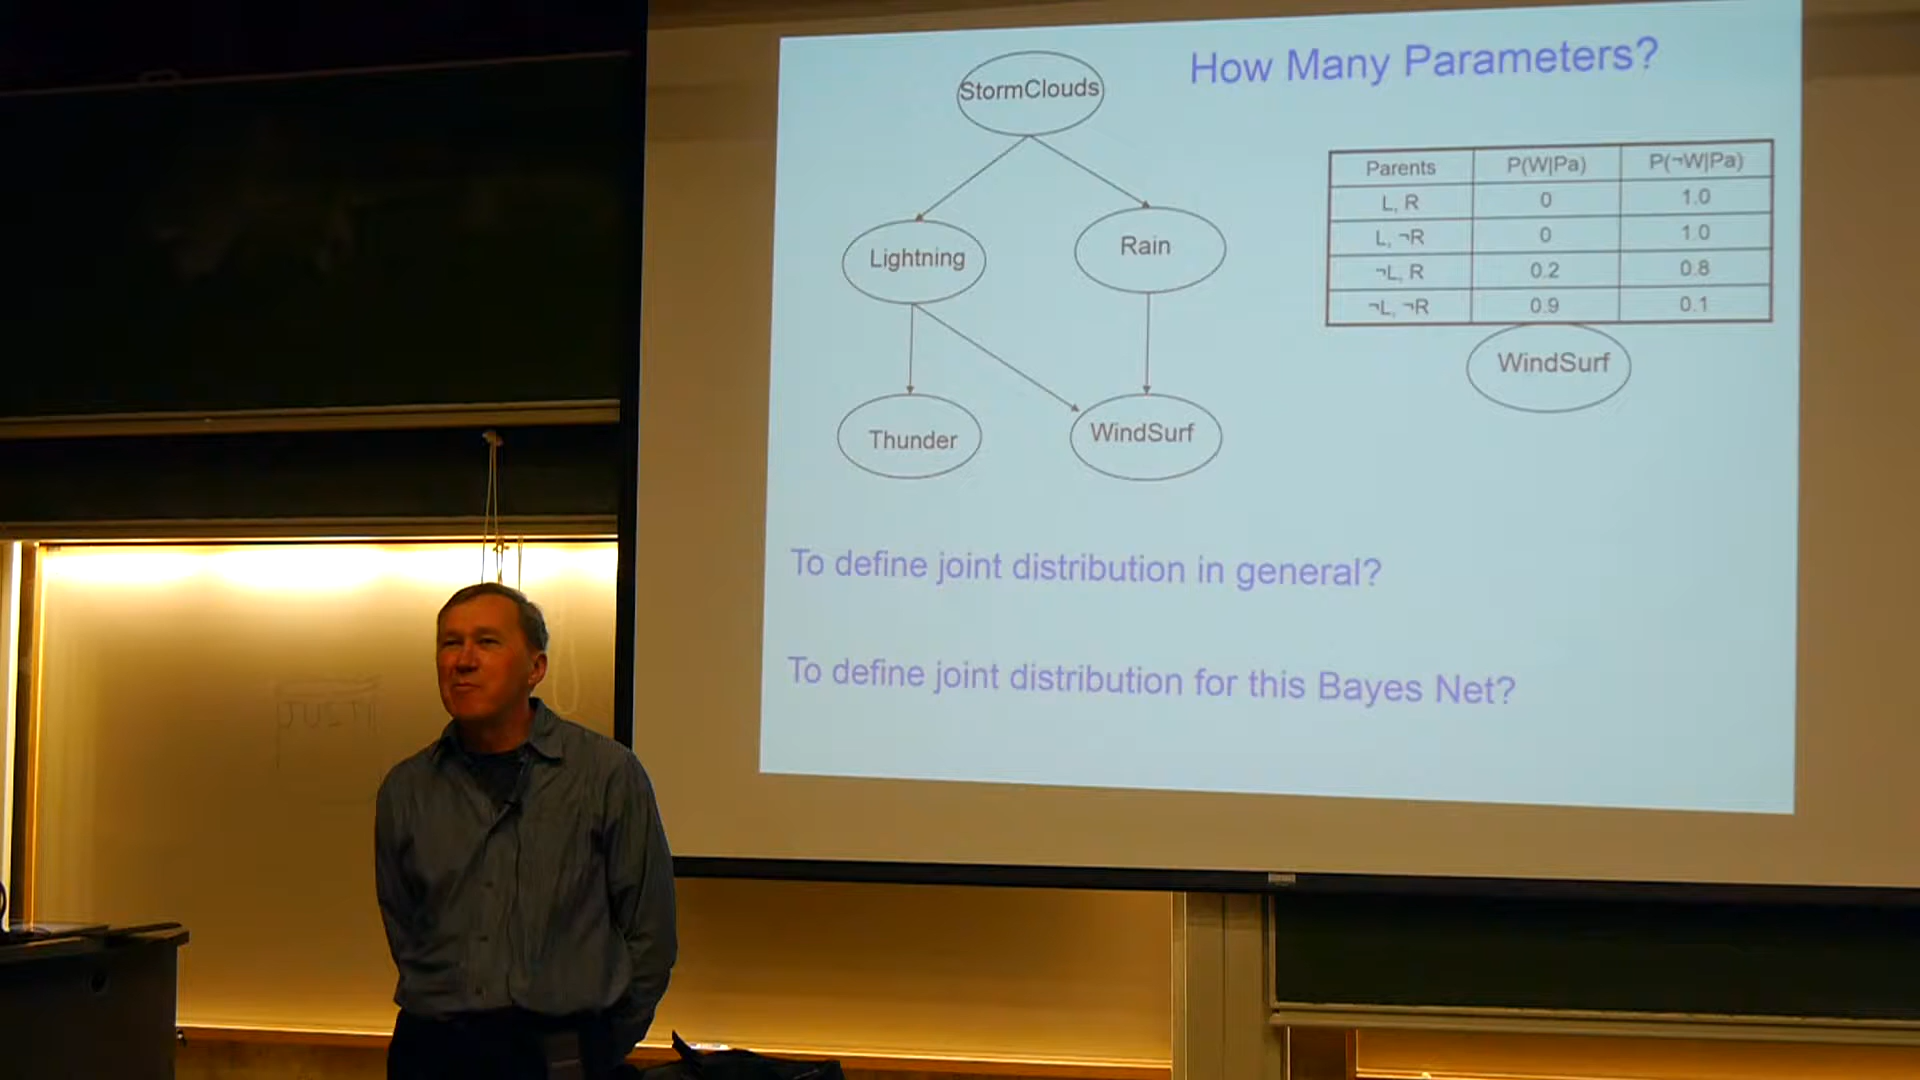 How Many Parameters?
StormClouds
Lightning
Rain
Thunder
WindSurf
Parents P(W|Pa) P(¬W|Pa)
L, R 0 1.0
L, ¬R 0 1.0
¬L, R 0.2 0.8
¬L, ¬R 0.9 0.1
WindSurf
To define joint distribution in general?
To define joint distribution for this Bayes Net?